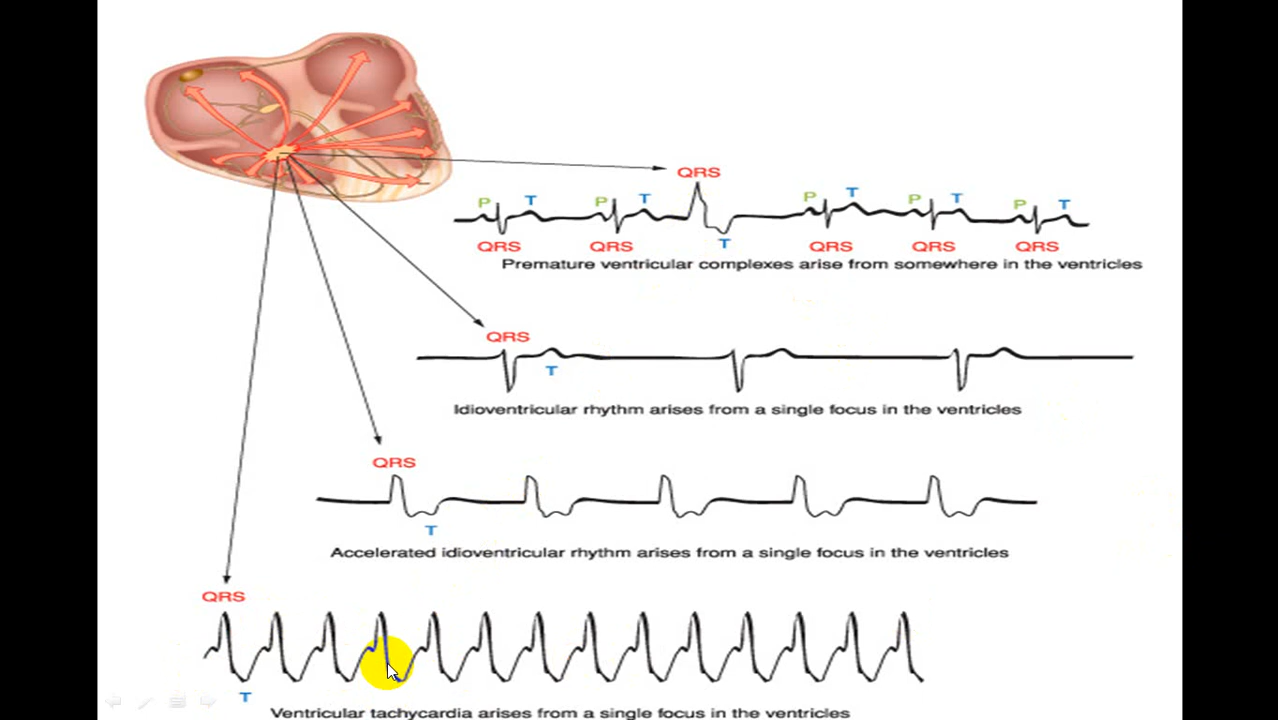 QRS
P T P T P T P T P T
QRS QRS T QRS QRS QRS
Premature ventricular complexes arise from somewhere in the ventricles
QRS
T
Idioventricular rhythm arises from a single focus in the ventricles
QRS
T
Accelerated idioventricular rhythm arises from a single focus in the ventricles
QRS
T
Ventricular tachycardia arises from a single focus in the ventricles